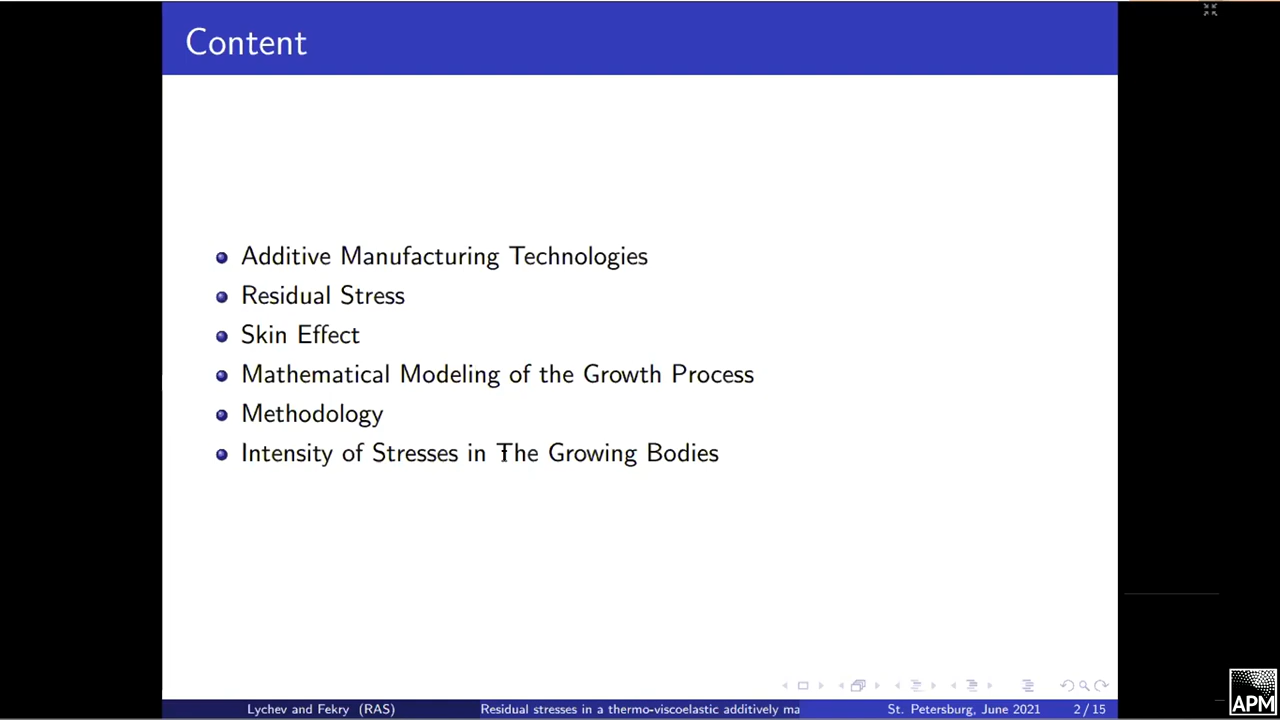 Content
Additive Manufacturing Technologies
Residual Stress
Skin Effect
Mathematical Modeling of the Growth Process
Methodology
Intensity of Stresses in The Growing Bodies
Lychev and Fekry (RAS) Residual stresses in a thermo-viscoelastic additively ma St. Petersburg, June 2021 2 / 15
APM